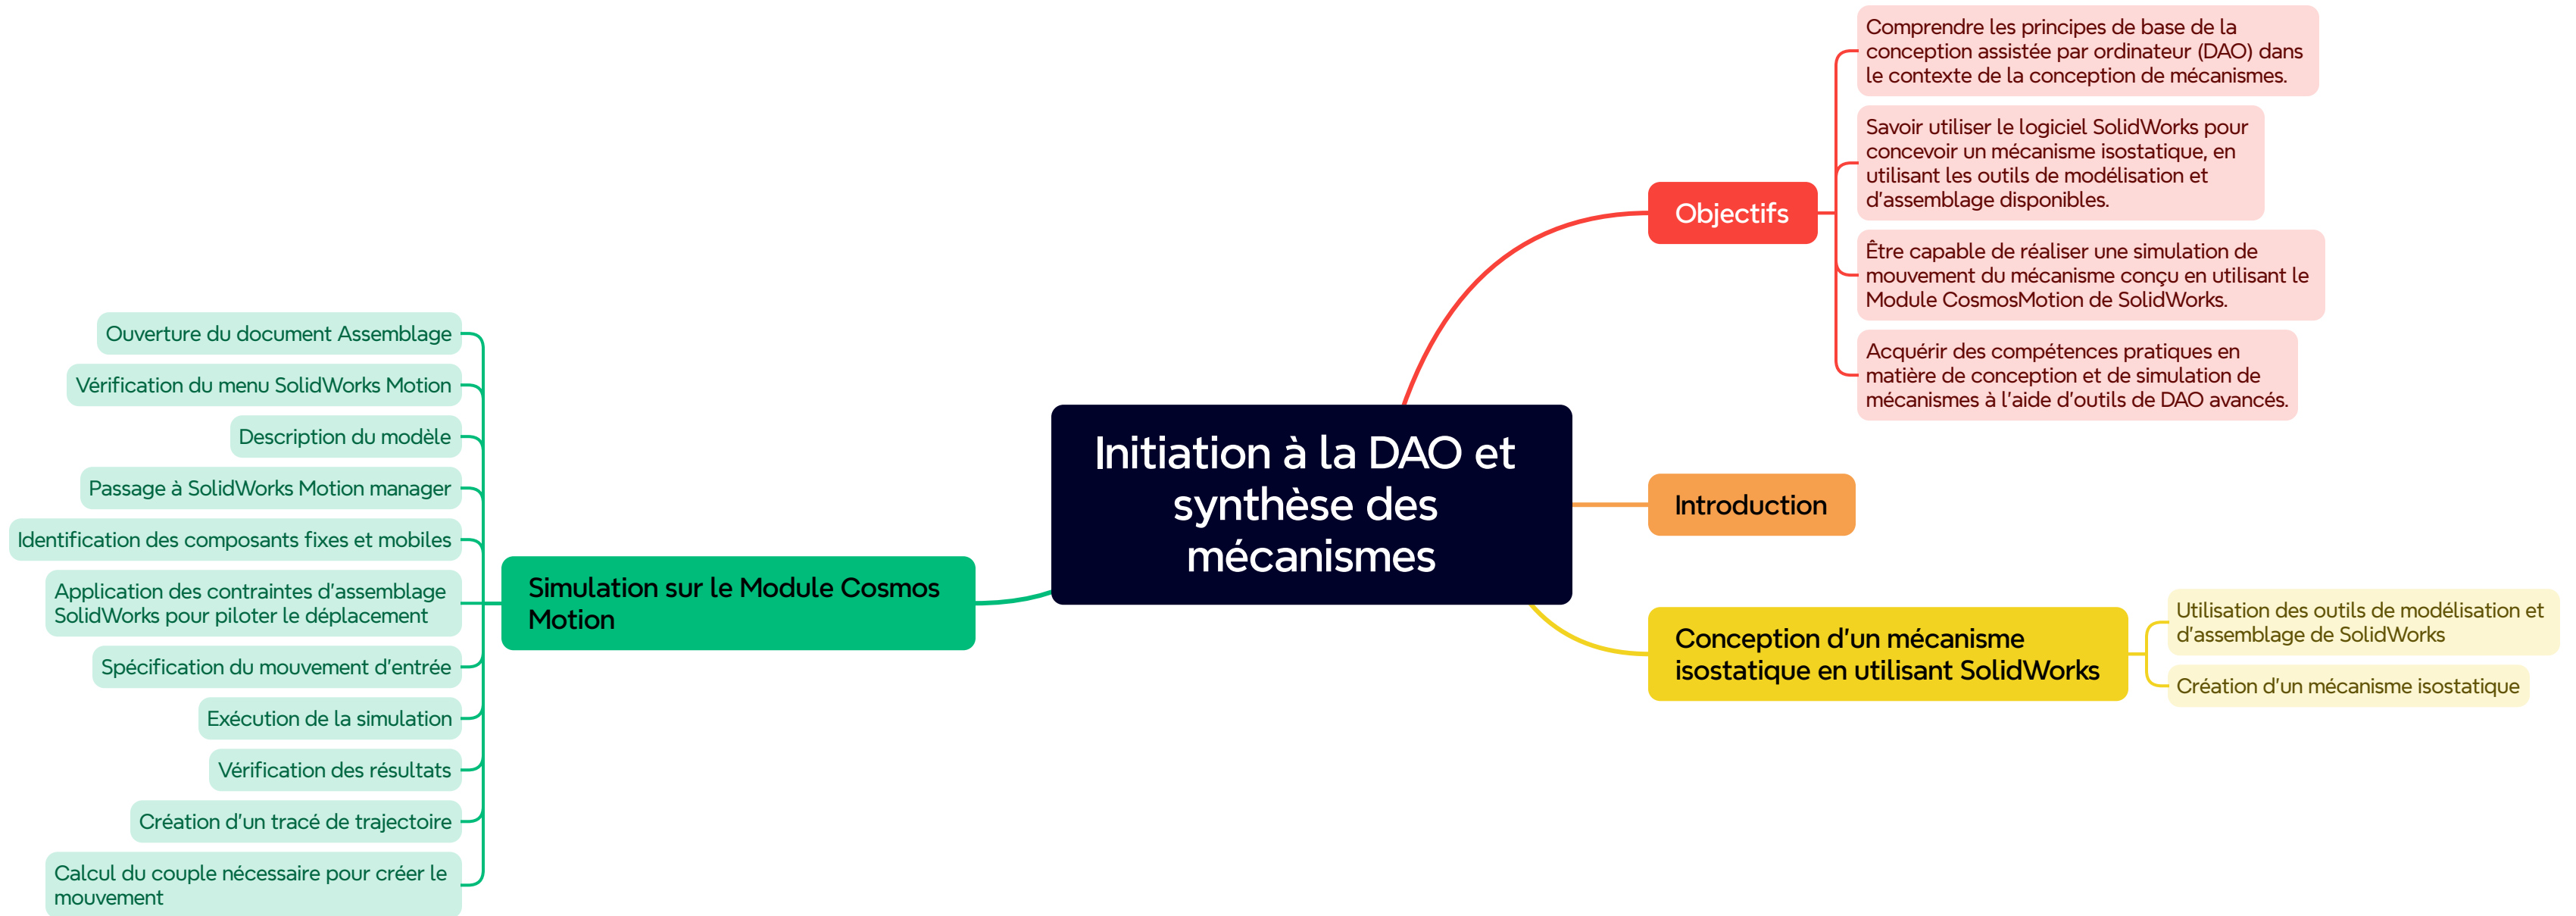 Initiation à la DAO et
synthèse des
mécanismes
Objectifs
Comprendre les principes de base de la
conception assistée par ordinateur (DAO) dans
le contexte de la conception de mécanismes.
Savoir utiliser le logiciel SolidWorks pour
concevoir un mécanisme isostatique, en
utilisant les outils de modélisation et
d'assemblage disponibles.
Être capable de réaliser une simulation de
mouvement du mécanisme conçu en utilisant le
Module CosmosMotion de SolidWorks.
Acquérir des compétences pratiques en
matière de conception et de simulation de
mécanismes à l'aide d'outils de DAO avancés.
Introduction
Conception d'un mécanisme
isostatique en utilisant SolidWorks
Utilisation des outils de modélisation et
d'assemblage de SolidWorks
Création d'un mécanisme isostatique
Simulation sur le Module Cosmos
Motion
Ouverture du document Assemblage
Vérification du menu SolidWorks Motion
Description du modèle
Passage à SolidWorks Motion manager
Identification des composants fixes et mobiles
Application des contraintes d'assemblage
SolidWorks pour piloter le déplacement
Spécification du mouvement d'entrée
Exécution de la simulation
Vérification des résultats
Création d'un tracé de trajectoire
Calcul du couple nécessaire pour créer le
mouvement